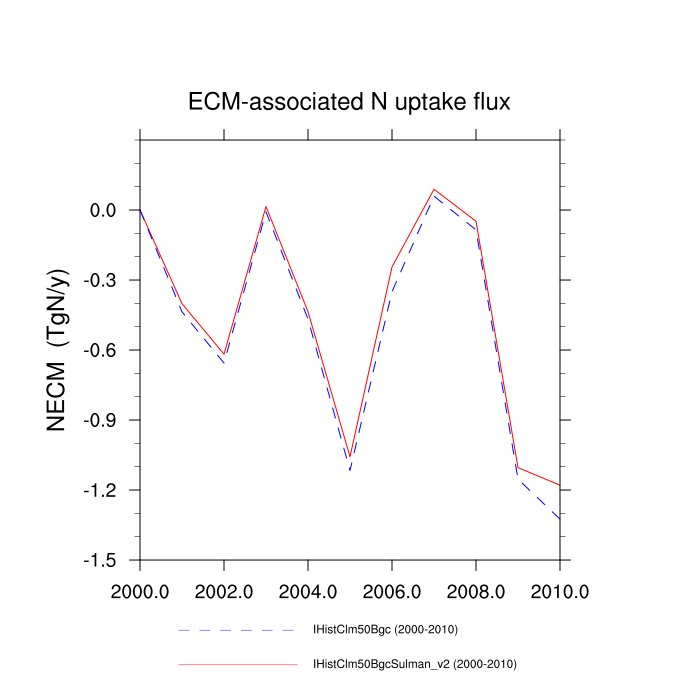 ECM-associated N uptake flux
NECM (TgN/y)
0.0
-0.3
-0.6
-0.9
-1.2
-1.5
2000.0 2002.0 2004.0 2006.0 2008.0 2010.0
IHistClm50Bgc (2000-2010)
IHistClm50BgcSulman_v2 (2000-2010)